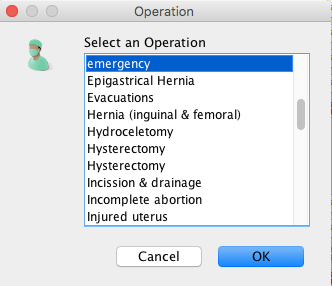 Operation
Select an Operation
emergency
Epigastrical Hernia
Evacuations
Hernia (inguinal & femoral)
Hydroceletomy
Hysterectomy
Hysterectomy
Incission & drainage
Incomplete abortion
Injured uterus
Cancel
OK